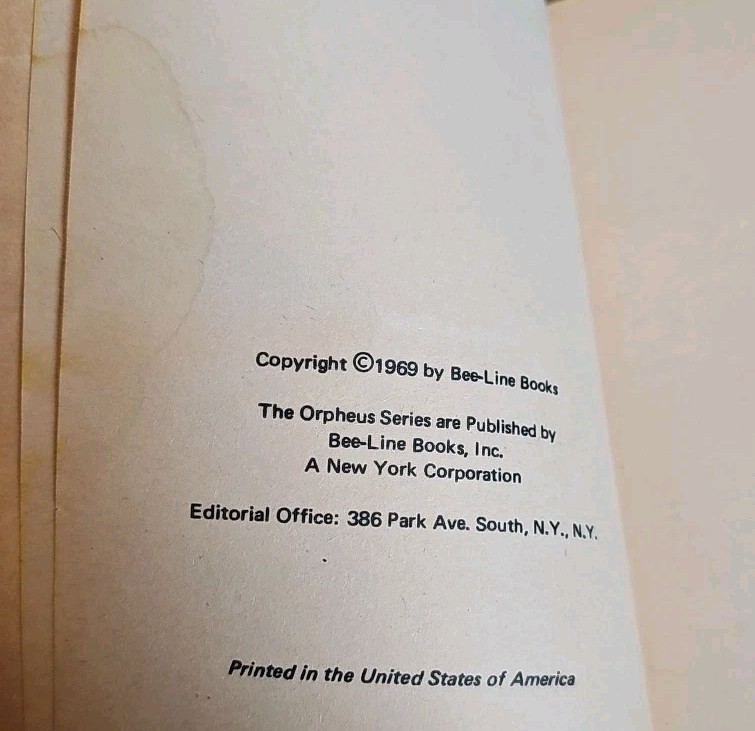 Copyright ©1969 by Bee-Line Books
The Orpheus Series are Published by
Bee-Line Books, Inc.
A New York Corporation
Editorial Office: 386 Park Ave. South, N.Y., N.Y.
Printed in the United States of America